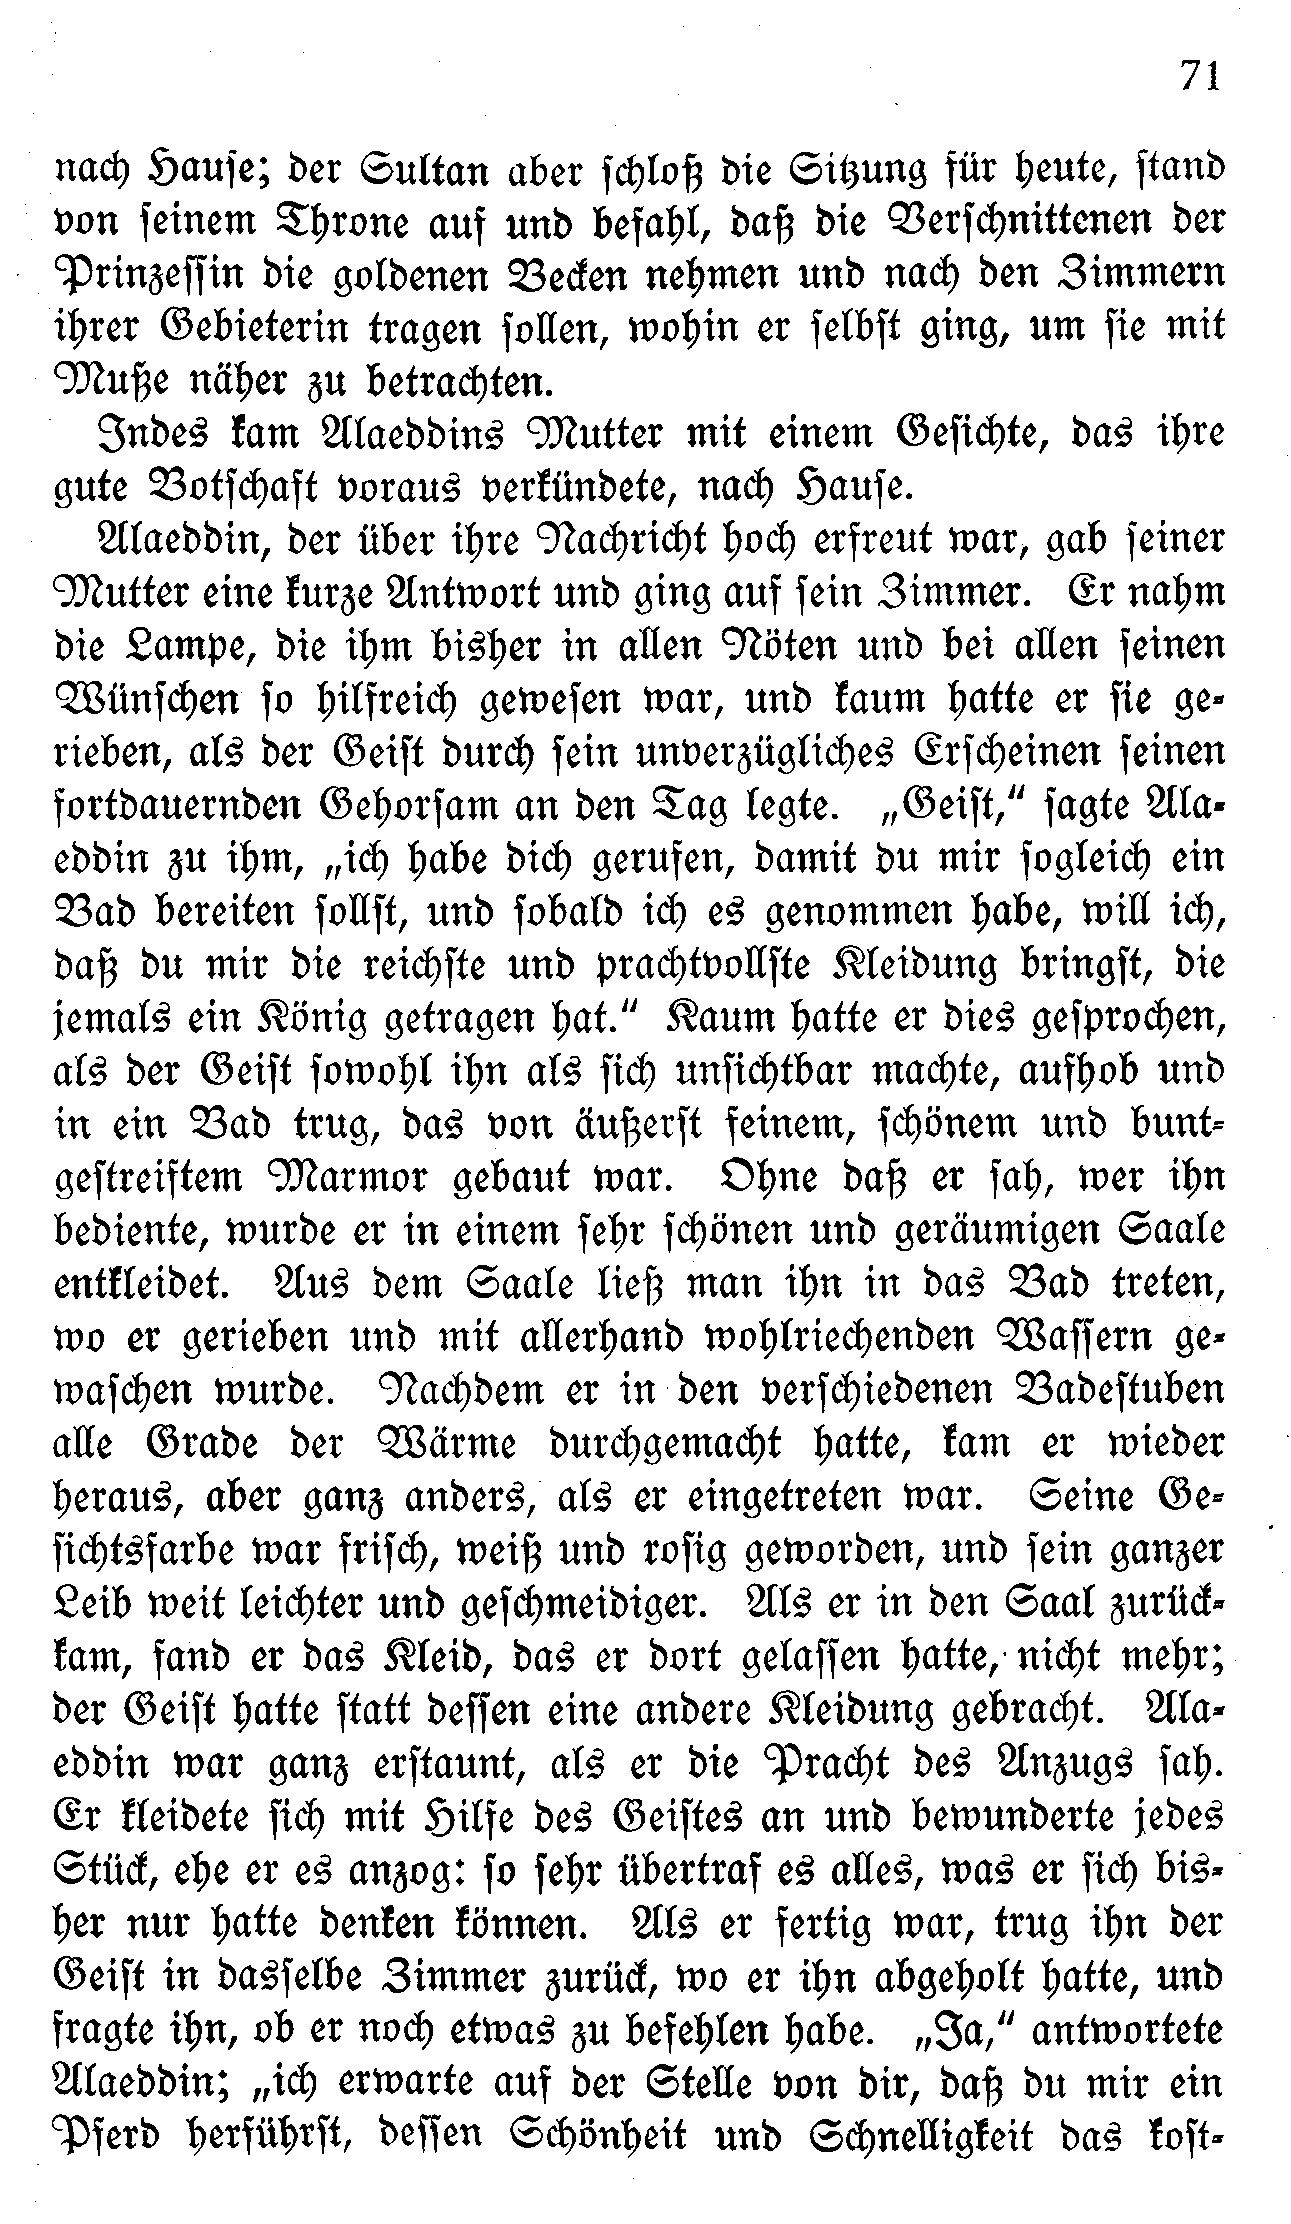 71
nach Hause; der Sultan aber schloß die Sitzung für heute, stand
von seinem Throne auf und befahl, daß die Verschnittenen der
Prinzessin die goldenen Becken nehmen und nach den Zimmern
ihrer Gebieterin tragen sollen, wohin er selbst ging, um sie mit
Muße näher zu betrachten.
Indes kam Alaeddins Mutter mit einem Gesichte, das ihre
gute Botschaft voraus verkündete, nach Hause.
Alaeddin, der über ihre Nachricht hoch erfreut war, gab seiner
Mutter eine kurze Antwort und ging auf sein Zimmer. Er nahm
die Lampe, die ihm bisher in allen Nöten und bei allen seinen
Wünschen so hilfreich gewesen war, und kaum hatte er sie ge-
rieben, als der Geist durch sein unverzügliches Erscheinen seinen
fortdauernden Gehorsam an den Tag legte. „Geist,“ sagte Ala-
eddin zu ihm, „ich habe dich gerufen, damit du mir sogleich ein
Bad bereiten sollst, und sobald ich es genommen habe, will ich,
daß du mir die reichste und prachtvollste Kleidung bringst, die
jemals ein König getragen hat.“ Kaum hatte er dies gesprochen,
als der Geist sowohl ihn als sich unsichtbar machte, aufhob und
in ein Bad trug, das von äußerst feinem, schönem und bunt-
gestreiftem Marmor gebaut war. Ohne daß er sah, wer ihn
bediente, wurde er in einem sehr schönen und geräumigen Saale
entkleidet. Aus dem Saale ließ man ihn in das Bad treten,
wo er gerieben und mit allerhand wohlriechenden Wassern ge-
waschen wurde. Nachdem er in den verschiedenen Badestuben
alle Grade der Wärme durchgemacht hatte, kam er wieder
heraus, aber ganz anders, als er eingetreten war. Seine Ge-
sichtsfarbe war frisch, weiß und rosig geworden, und sein ganzer
Leib weit leichter und geschmeidiger. Als er in den Saal zurück-
kam, fand er das Kleid, das er dort gelassen hatte, nicht mehr;
der Geist hatte statt dessen eine andere Kleidung gebracht. Ala-
eddin war ganz erstaunt, als er die Pracht des Anzugs sah.
Er kleidete sich mit Hilfe des Geistes an und bewunderte jedes
Stück, ehe er es anzog: so sehr übertraf es alles, was er sich bis-
her nur hatte denken können. Als er fertig war, trug ihn der
Geist in dasselbe Zimmer zurück, wo er ihn abgeholt hatte, und
fragte ihn, ob er noch etwas zu befehlen habe. „Ja,“ antwortete
Alaeddin; „ich erwarte auf der Stelle von dir, daß du mir ein
Pferd herführst, dessen Schönheit und Schnelligkeit das kost-